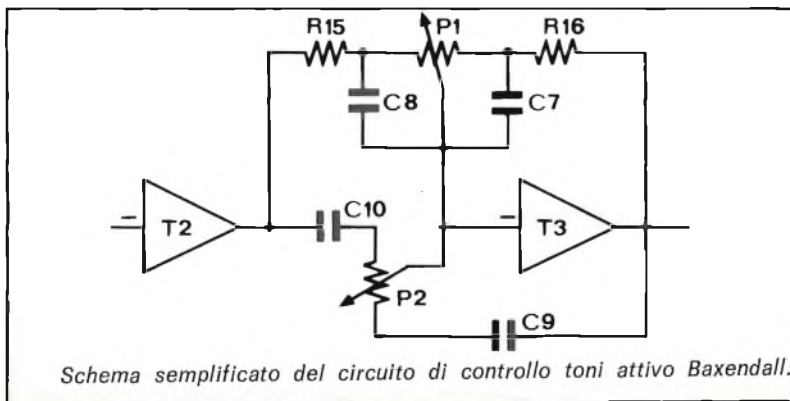 R15 P1 R16
C8 C7
C10
T2 T3
P2
C9
Schema semplificato del circuito di controllo toni attivo Baxendall.